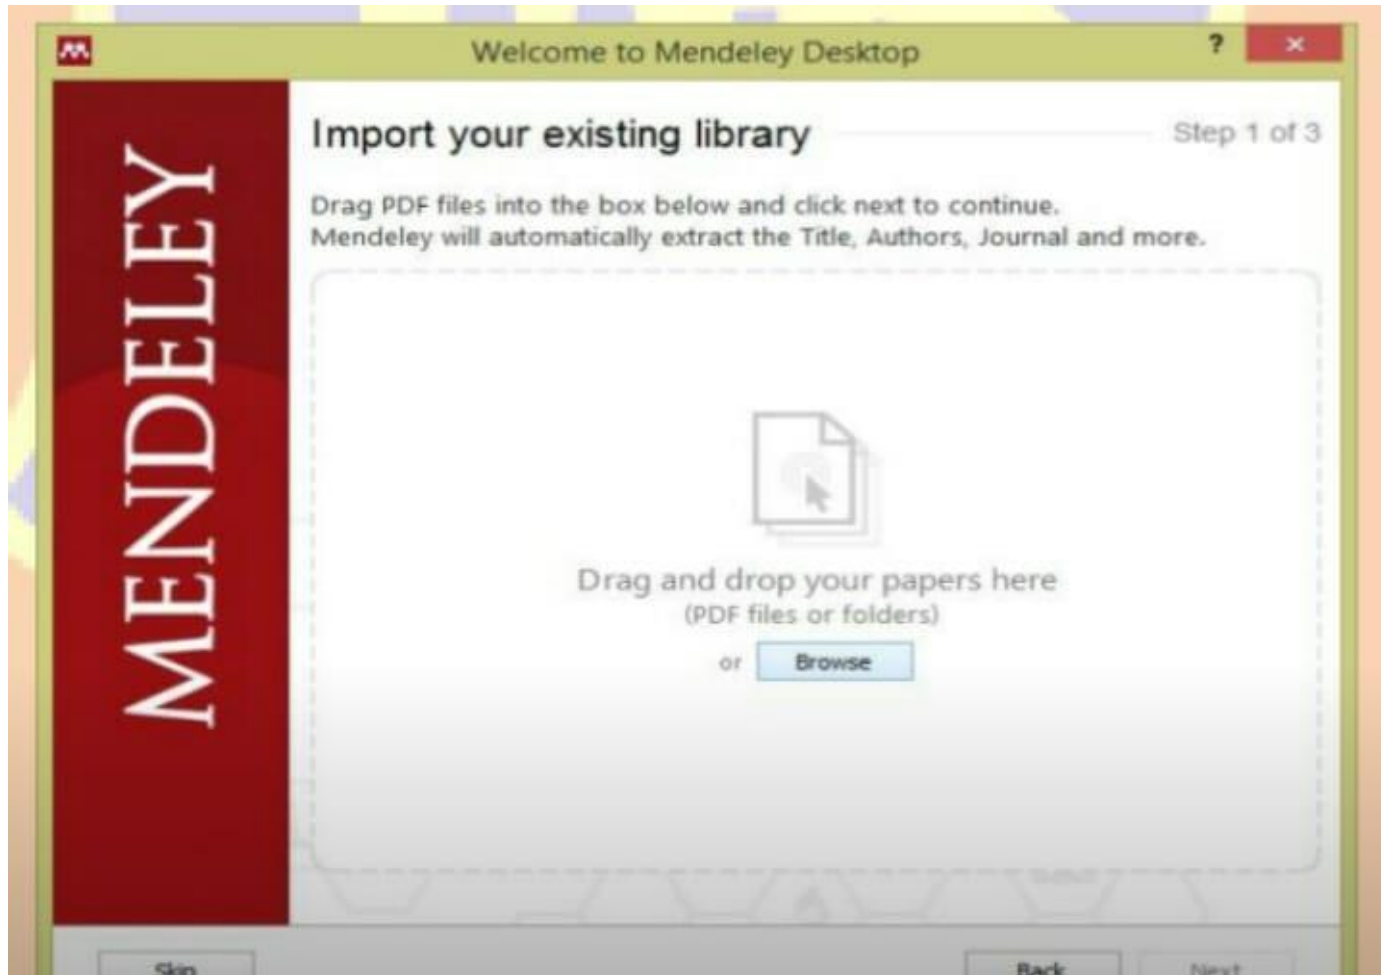 Welcome to Mendeley Desktop
?
MENDELEY
Import your existing library
Step 1 of 3
Drag PDF files into the box below and click next to continue.
Mendeley will automatically extract the Title, Authors, Journal and more.
Drag and drop your papers here
(PDF files or folders)
or Browse
Skip
Back
Next